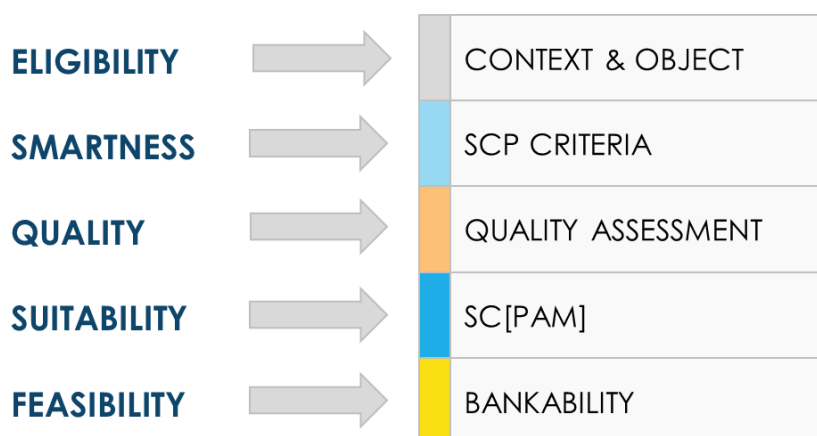 ELIGIBILITY
CONTEXT & OBJECT
SMARTNESS
SCP CRITERIA
QUALITY
QUALITY ASSESSMENT
SUITABILITY
SC[PAM]
FEASIBILITY
BANKABILITY